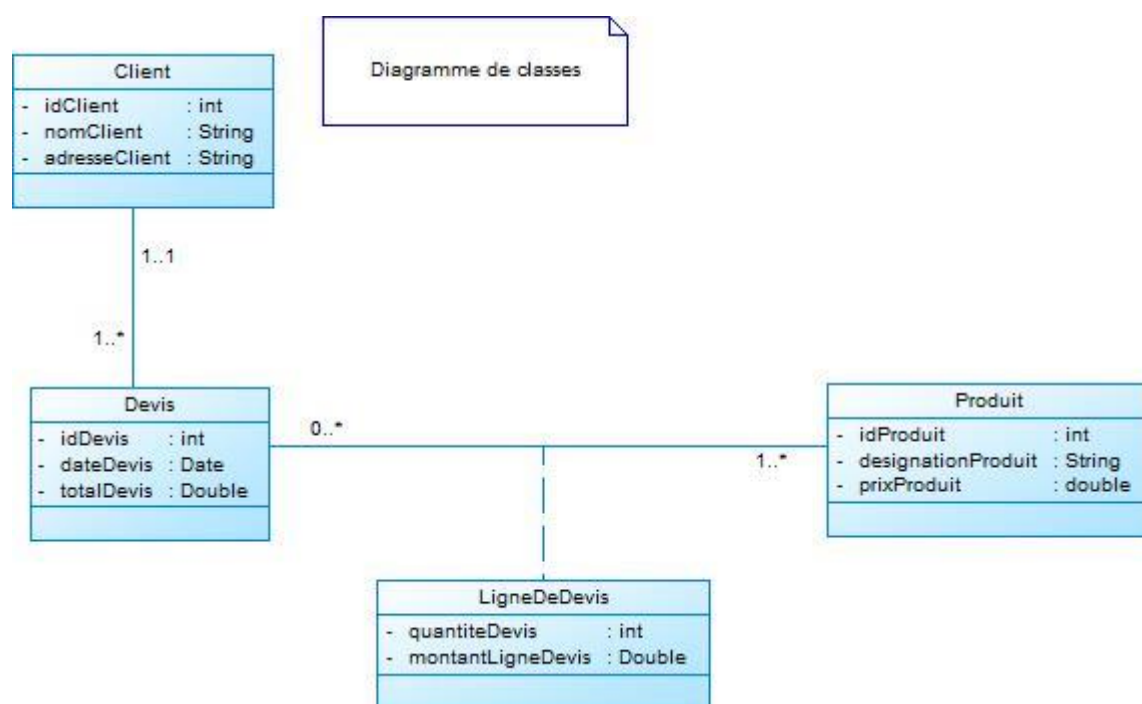 Diagramme de classes
Client
- idClient : int
- nomClient : String
- adresseClient : String
1..1
1..*
Devis
- idDevis : int
- dateDevis : Date
- totalDevis : Double
0..*
1..*
Produit
- idProduit : int
- designationProduit : String
- prixProduit : double
LigneDeDevis
- quantiteDevis : int
- montantLigneDevis : Double